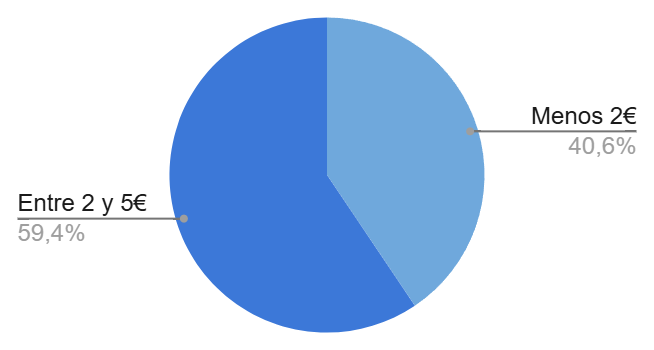 Menos 2€
40,6%
Entre 2 y 5€
59,4%